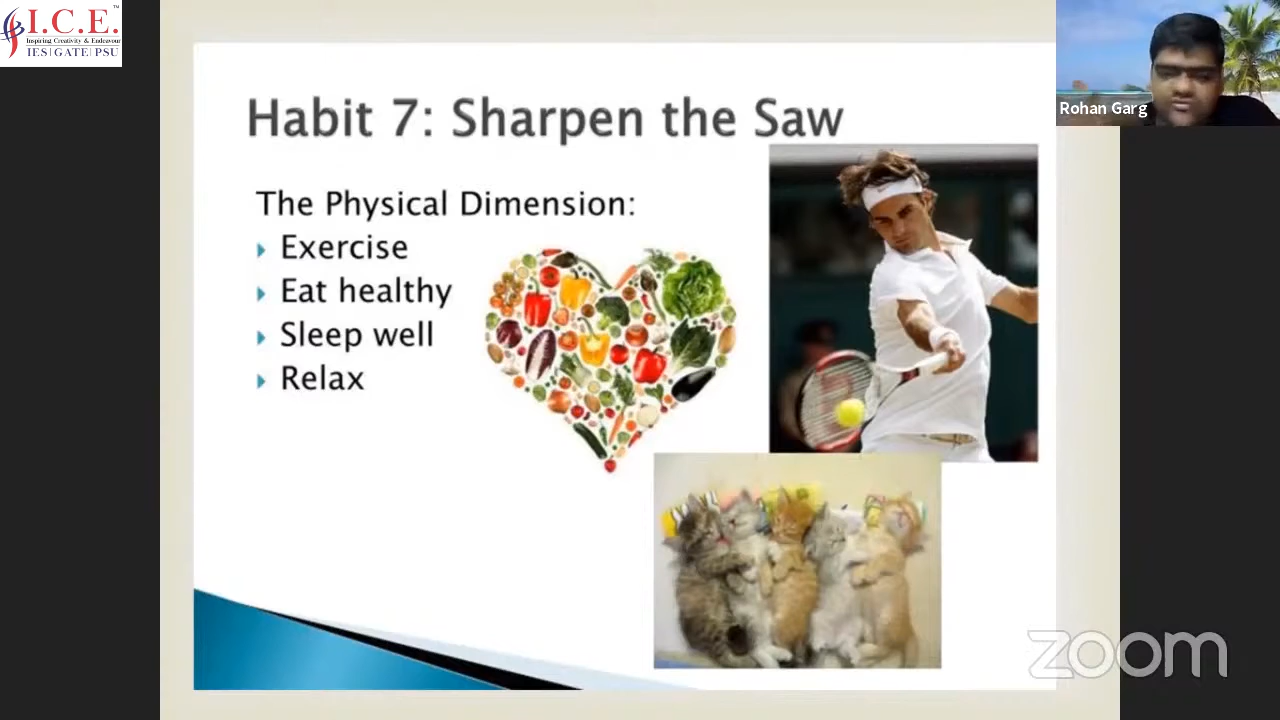 I.C.E.
TM
Inspiring Creativity & Endeavour
IES|GATE|PSU
Rohan Garg
Habit 7: Sharpen the Saw
The Physical Dimension:
Exercise
Eat healthy
Sleep well
Relax
zoom